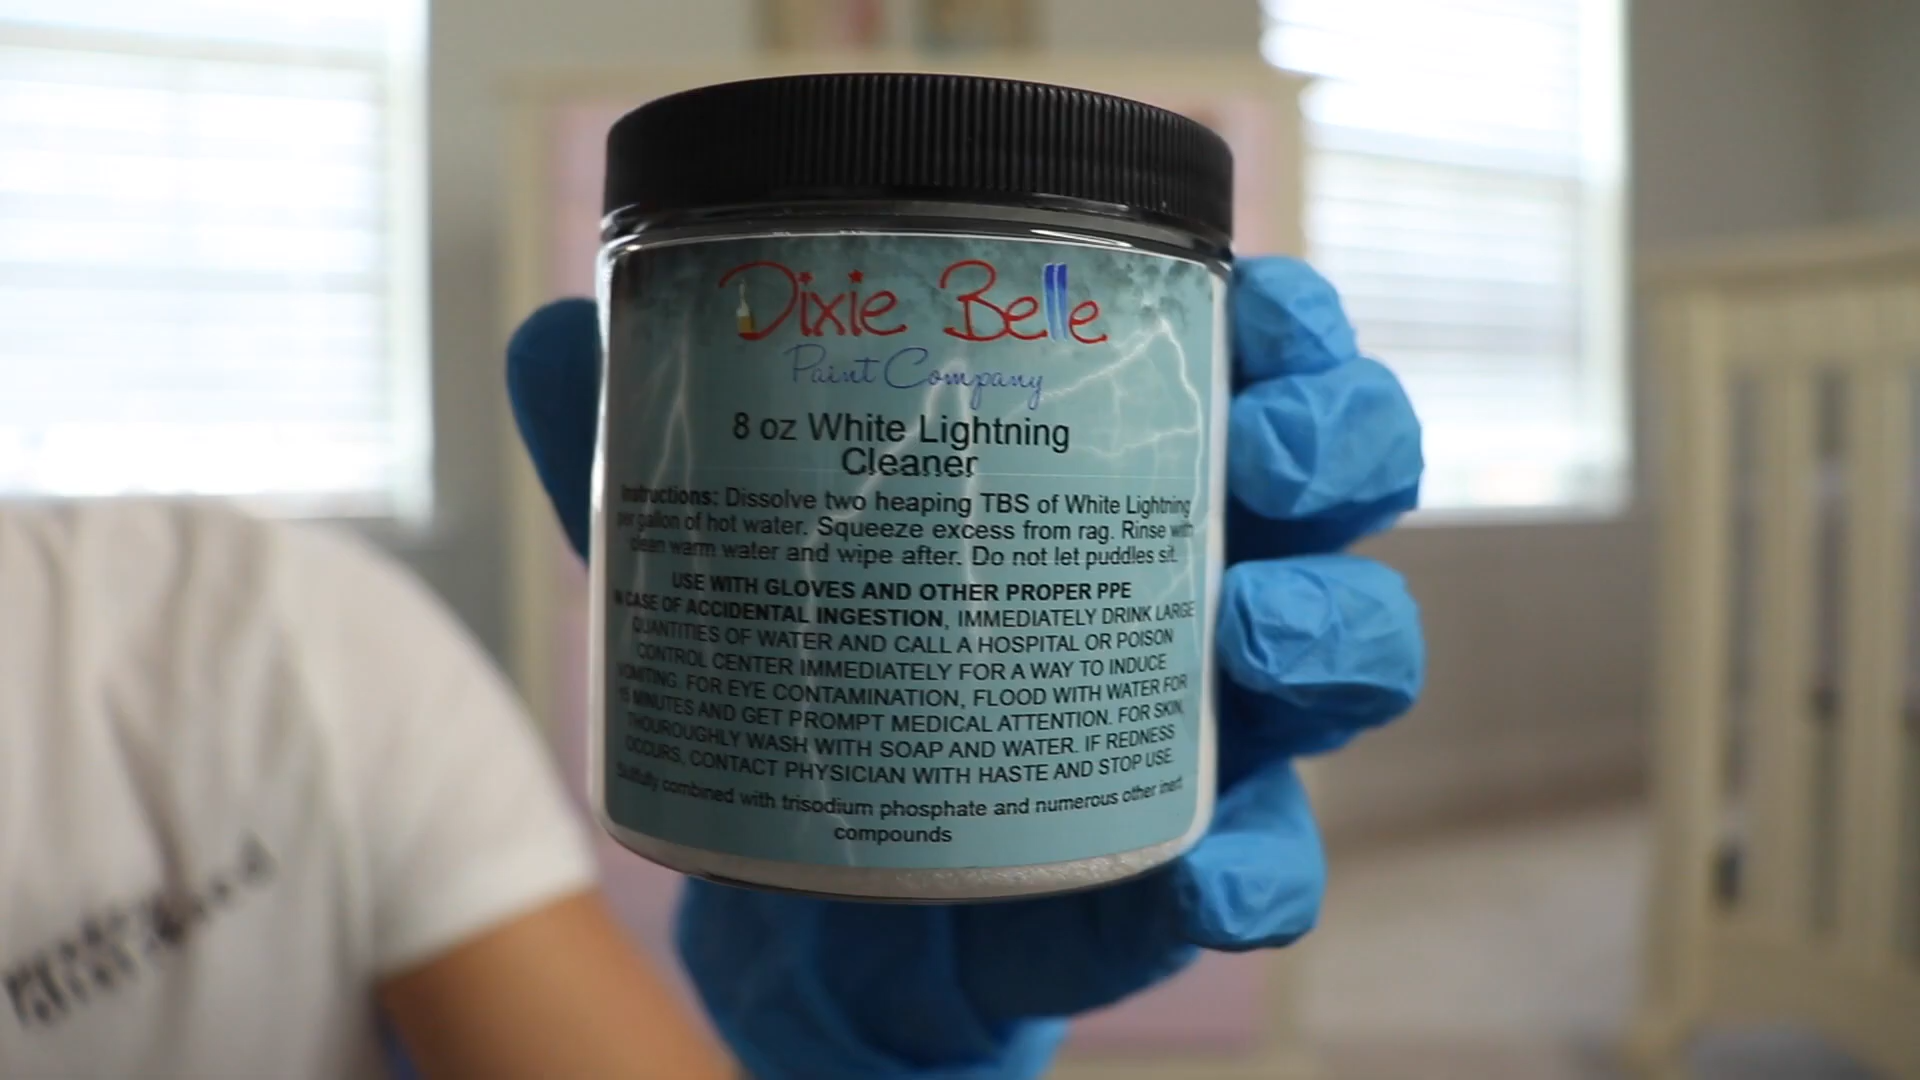 Dixie Belle
Paint Company
8 oz White Lightning
Cleaner
Instructions: Dissolve two heaping TBS of White Lightning
per gallon of hot water. Squeeze excess from rag. Rinse with
clean warm water and wipe after. Do not let puddles sit.
USE WITH GLOVES AND OTHER PROPER PPE
IN CASE OF ACCIDENTAL INGESTION, IMMEDIATELY DRINK LARGE
QUANTITIES OF WATER AND CALL A HOSPITAL OR POISON
CONTROL CENTER IMMEDIATELY FOR A WAY TO INDUCE
VOMITING. FOR EYE CONTAMINATION, FLOOD WITH WATER FOR
15 MINUTES AND GET PROMPT MEDICAL ATTENTION. FOR SKIN,
THOUROUGHLY WASH WITH SOAP AND WATER. IF REDNESS
OCCURS, CONTACT PHYSICIAN WITH HASTE AND STOP USE.
combined with trisodium phosphate and numerous other inert
compounds